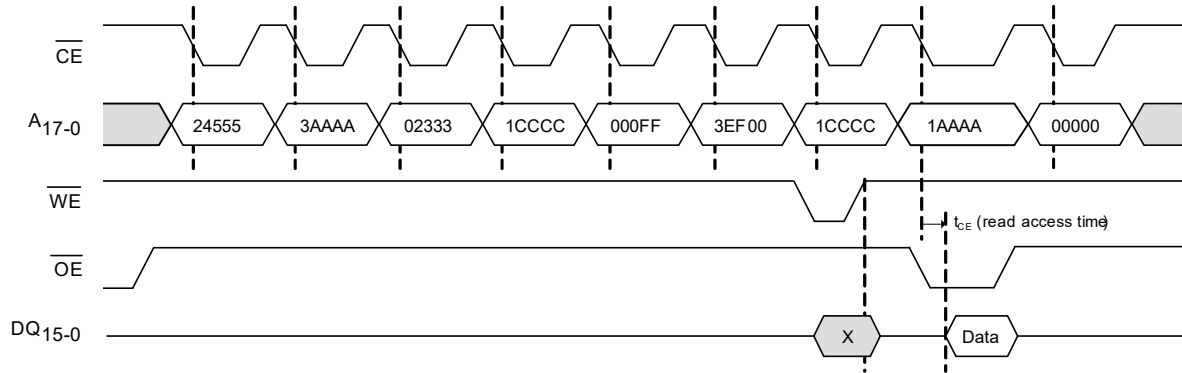 CE
A17-0 24555 3AAAA 02333 1CCCC 000FF 3EF00 1CCCC 1AAAA 00000
WE
tCE (read access time)
OE
DQ15-0 X Data